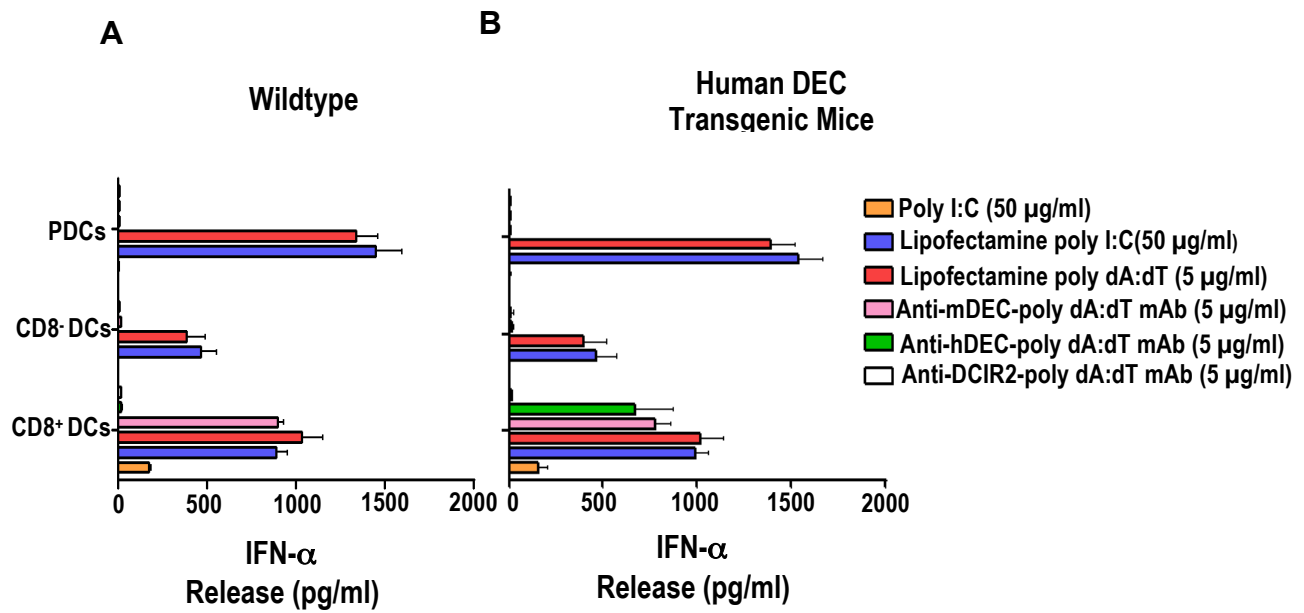 A
B
Wildtype
Human DEC
Transgenic Mice
PDCs
CD8⁻ DCs
CD8⁺ DCs
0 500 1000 1500 2000
0 500 1000 1500 2000
IFN-α
Release (pg/ml)
IFN-α
Release (pg/ml)
Poly I:C (50 µg/ml)
Lipofectamine poly I:C(50 µg/ml)
Lipofectamine poly dA:dT (5 µg/ml)
Anti-mDEC-poly dA:dT mAb (5 µg/ml)
Anti-hDEC-poly dA:dT mAb (5 µg/ml)
Anti-DCIR2-poly dA:dT mAb (5 µg/ml)